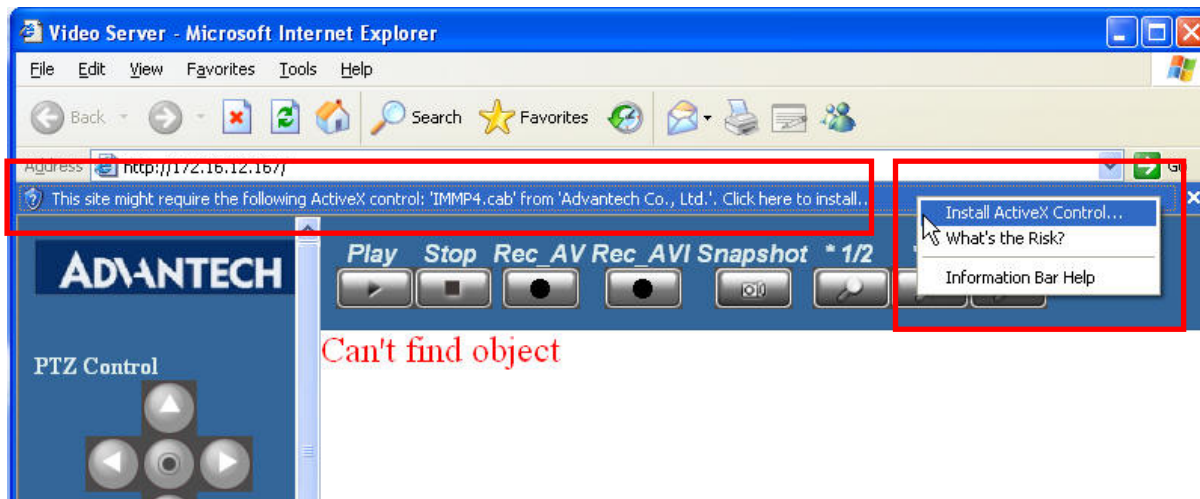 Video Server - Microsoft Internet Explorer
File Edit View Favorites Tools Help
Back Search Favorites
Address http://172.16.12.167/ Go
This site might require the following ActiveX control: 'IMMP4.cab' from 'Advantech Co., Ltd.'. Click here to install...
Install ActiveX Control...
What's the Risk?
Information Bar Help
ADVANTECH
Play Stop Rec_AV Rec_AVI Snapshot * 1/2
PTZ Control
Can't find object